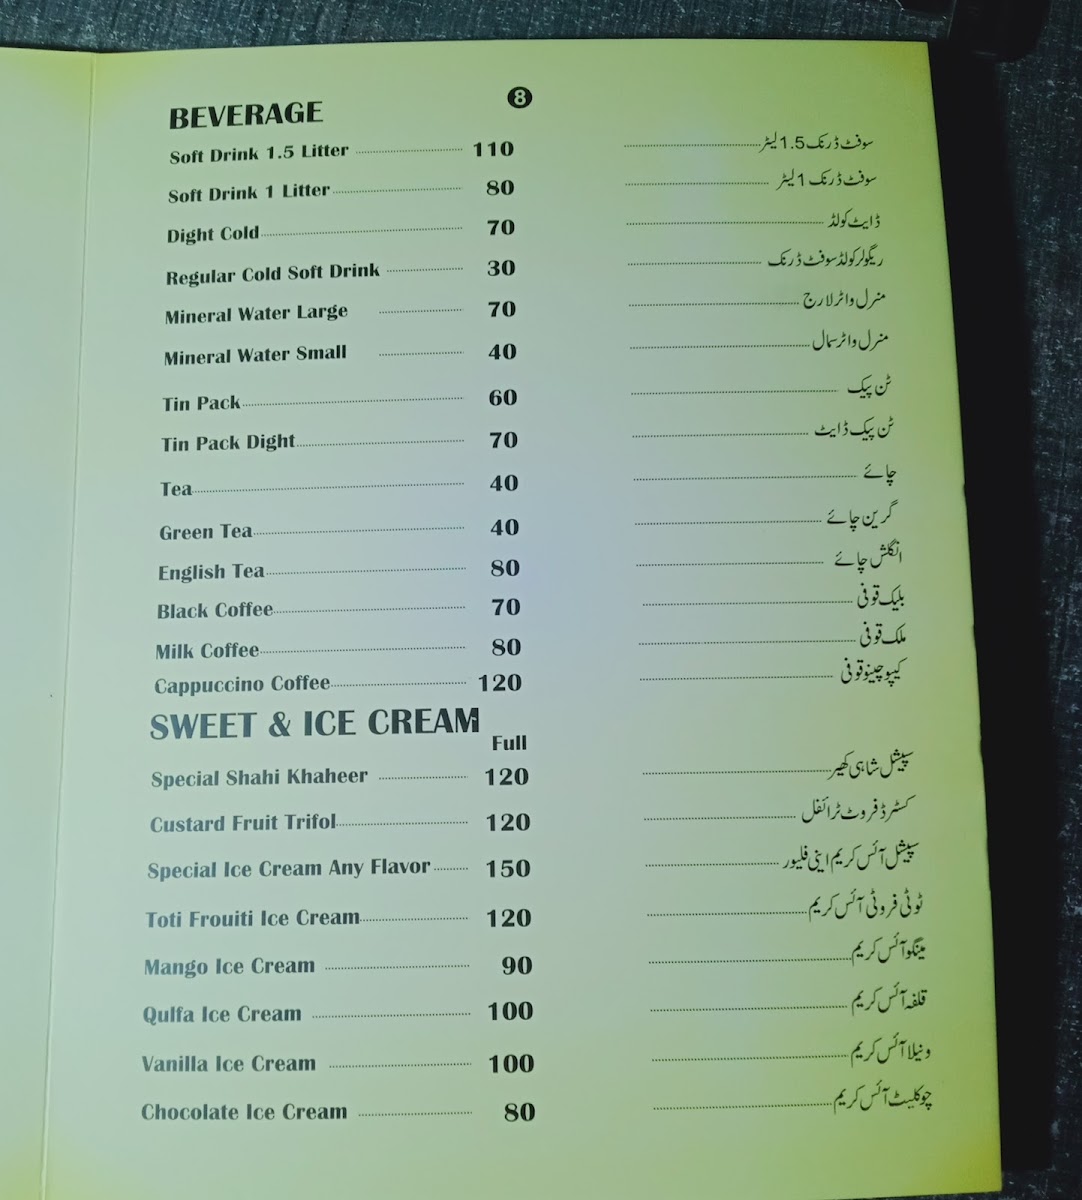 BEVERAGE 8
Soft Drink 1.5 Litter 110 سوفٹ ڈرنک 1.5 لیٹر
Soft Drink 1 Litter 80 سوفٹ ڈرنک 1 لیٹر
Dight Cold 70 ڈایٹ کولڈ
Regular Cold Soft Drink 30 ریگولر کولڈ سوفٹ ڈرنک
Mineral Water Large 70 منرل واٹر لارج
Mineral Water Small 40 منرل واٹر سمال
Tin Pack 60 ٹن پیک
Tin Pack Dight 70 ٹن پیک ڈایٹ
Tea 40 چائے
Green Tea 40 گرین چائے
English Tea 80 انگلش چائے
Black Coffee 70 بلیک قوفی
Milk Coffee 80 ملک قوفی
Cappuccino Coffee 120 کیپوچینو قوفی
SWEET & ICE CREAM
Full
Special Shahi Khaheer 120 سپیشل شاہی کھیر
Custard Fruit Trifol 120 کسٹرڈ فروٹ ٹرائفل
Special Ice Cream Any Flavor 150 سپیشل آئس کریم اینی فلیور
Toti Frouiti Ice Cream 120 ٹوٹی فروٹی آئس کریم
Mango Ice Cream 90 مینگو آئس کریم
Qulfa Ice Cream 100 قلفہ آئس کریم
Vanilla Ice Cream 100 ونیلا آئس کریم
Chocolate Ice Cream 80 چوکلیٹ آئس کریم